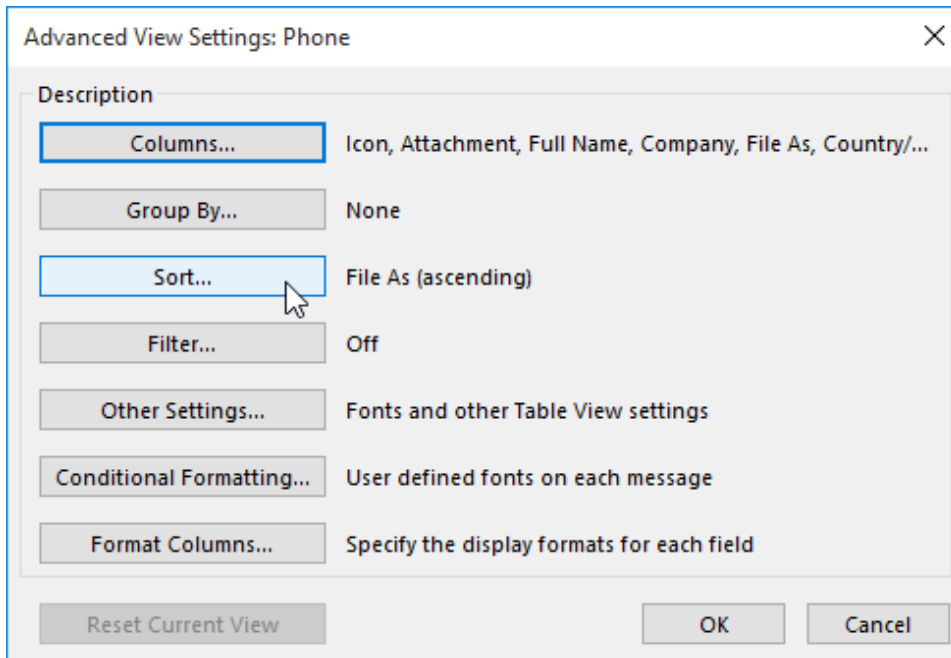 Advanced View Settings: Phone
Description
Columns... Icon, Attachment, Full Name, Company, File As, Country/...
Group By... None
Sort... File As (ascending)
Filter... Off
Other Settings... Fonts and other Table View settings
Conditional Formatting... User defined fonts on each message
Format Columns... Specify the display formats for each field
Reset Current View OK Cancel